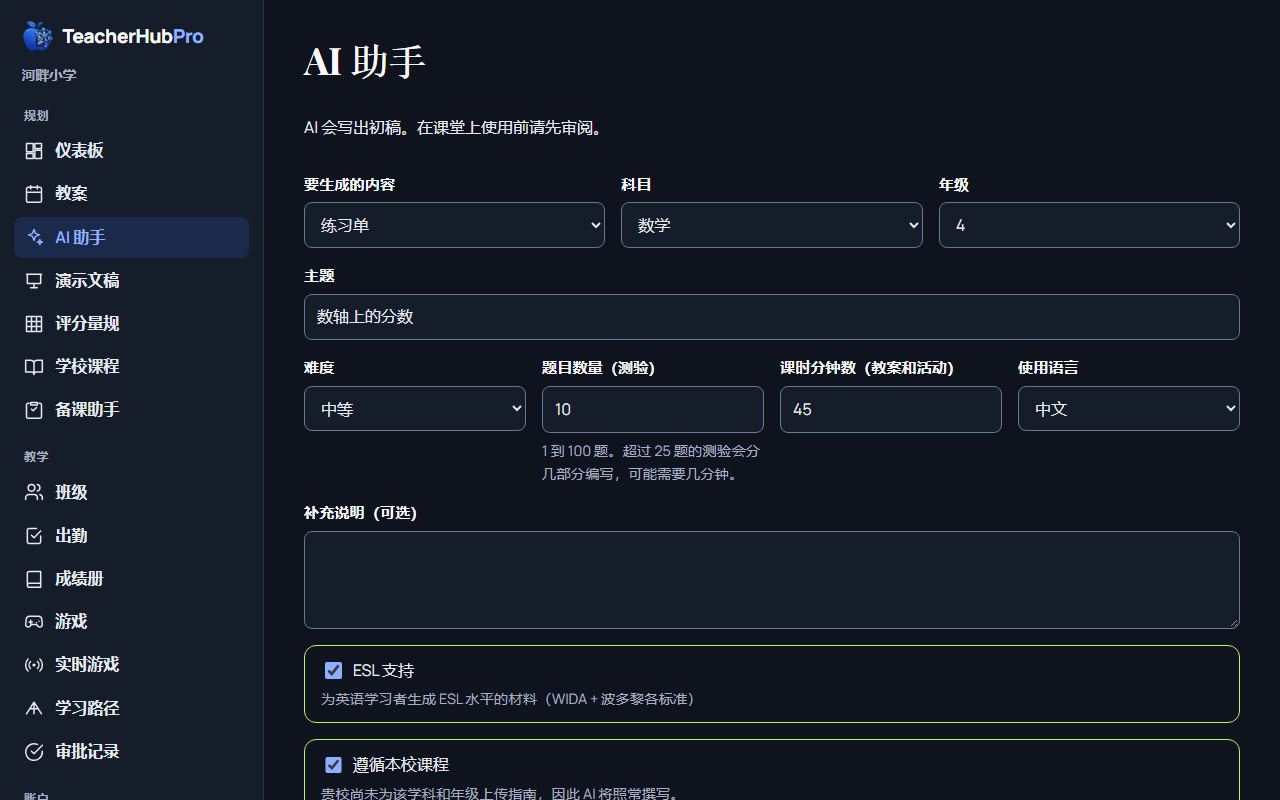 TeacherHubPro
河畔小学
规划
仪表板
教案
AI 助手
演示文稿
评分量规
学校课程
备课助手
教学
班级
出勤
成绩册
游戏
实时游戏
学习路径
审批记录
账户
AI 助手
AI 会写出初稿。在课堂上使用前请先审阅。
要生成的内容 科目 年级
练习单 数学 4
主题
数轴上的分数
难度 题目数量（测验） 课时分钟数（教案和活动） 使用语言
中等 10 45 中文
1 到 100 题。超过 25 题的测验会分
几部分编写，可能需要几分钟。
补充说明（可选）
ESL 支持
为英语学习者生成 ESL 水平的材料（WIDA + 波多黎各标准）
遵循本校课程
贵校尚未为该学科和年级上传指南，因此 AI 将照常撰写。